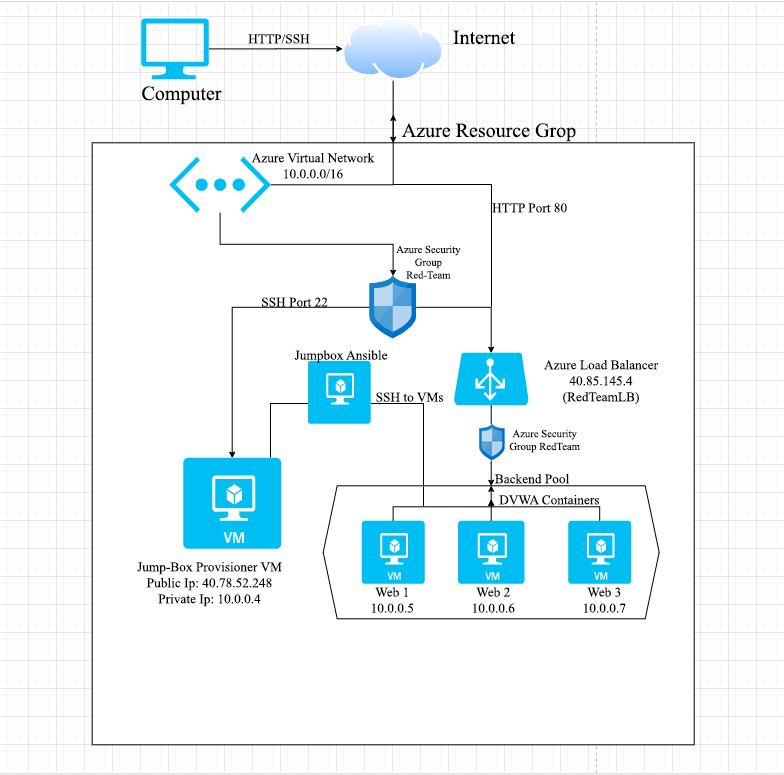 HTTP/SSH
Internet
Computer
Azure Resource Grop
Azure Virtual Network
10.0.0.0/16
HTTP Port 80
Azure Security
Group
Red-Team
SSH Port 22
Jumpbox Ansible
SSH to VMs
Azure Load Balancer
40.85.145.4
(RedTeamLB)
Azure Security
Group RedTeam
Backend Pool
DVWA Containers
VM
Jump-Box Provisioner VM
Public Ip: 40.78.52.248
Private Ip: 10.0.0.4
VM
Web 1
10.0.0.5
VM
Web 2
10.0.0.6
VM
Web 3
10.0.0.7